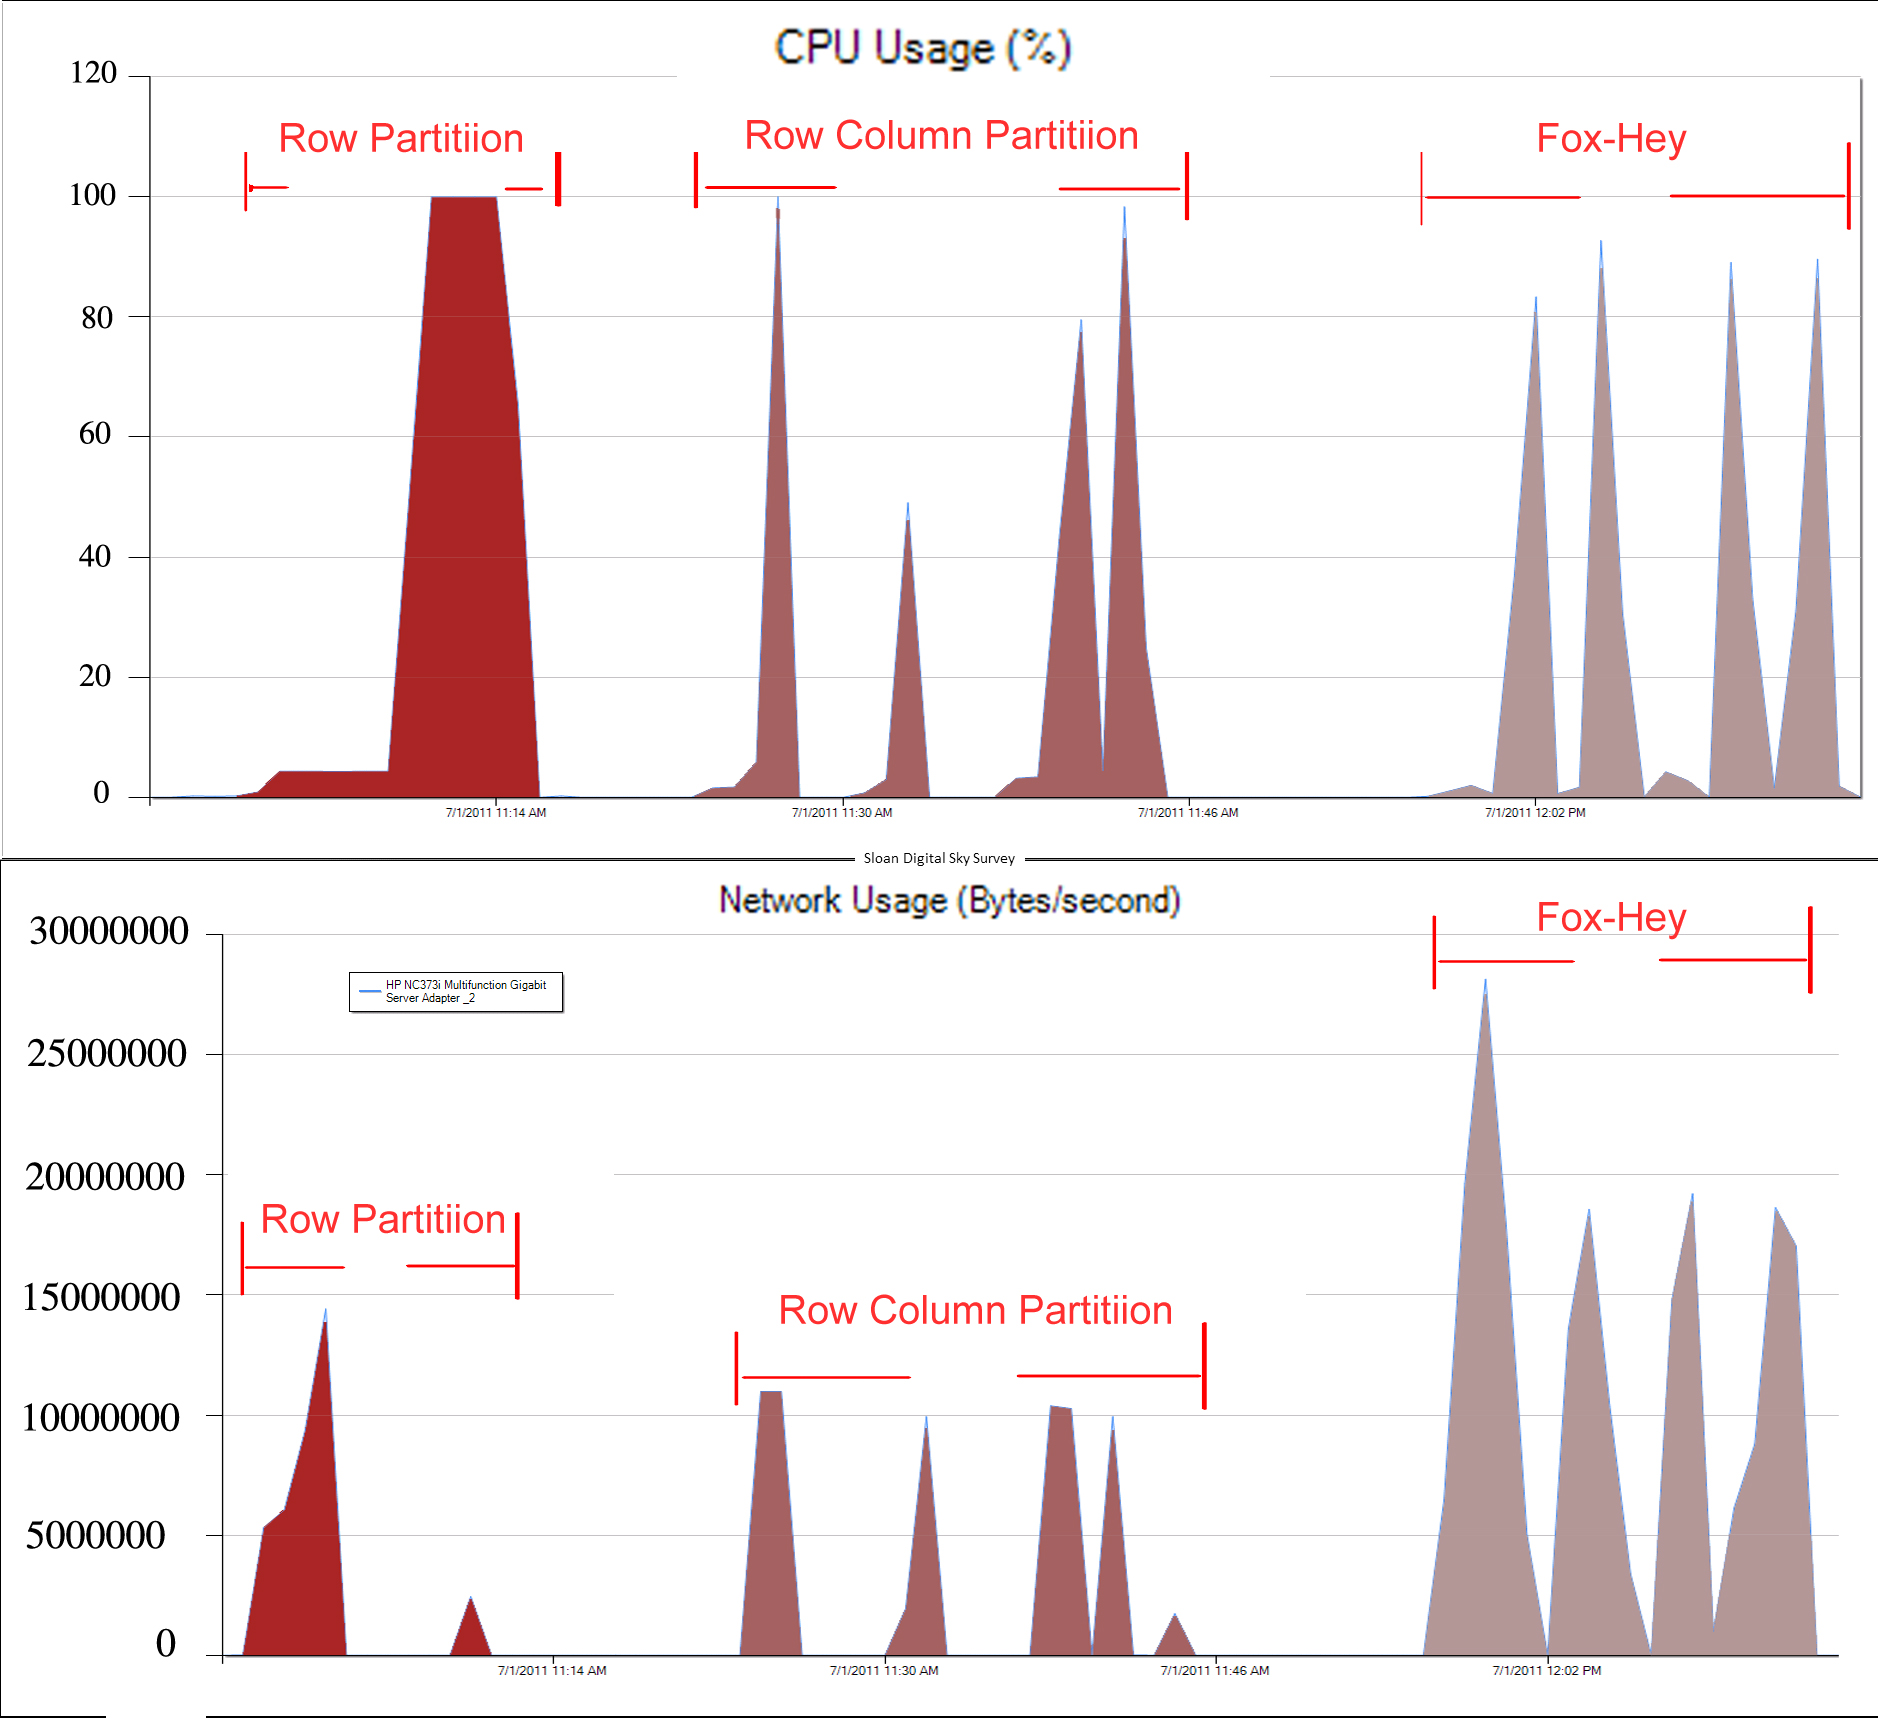 CPU Usage (%)
120
Row Partitiion
Row Column Partitiion
Fox-Hey
100
80
60
40
20
0
7/1/2011 11:14 AM
7/1/2011 11:30 AM
7/1/2011 11:46 AM
7/1/2011 12:02 PM
Sloan Digital Sky Survey
Network Usage (Bytes/second)
30000000
Fox-Hey
HP NC373i Multifunction Gigabit
Server Adapter _2
25000000
20000000
Row Partitiion
15000000
Row Column Partitiion
10000000
5000000
0
7/1/2011 11:14 AM
7/1/2011 11:30 AM
7/1/2011 11:46 AM
7/1/2011 12:02 PM